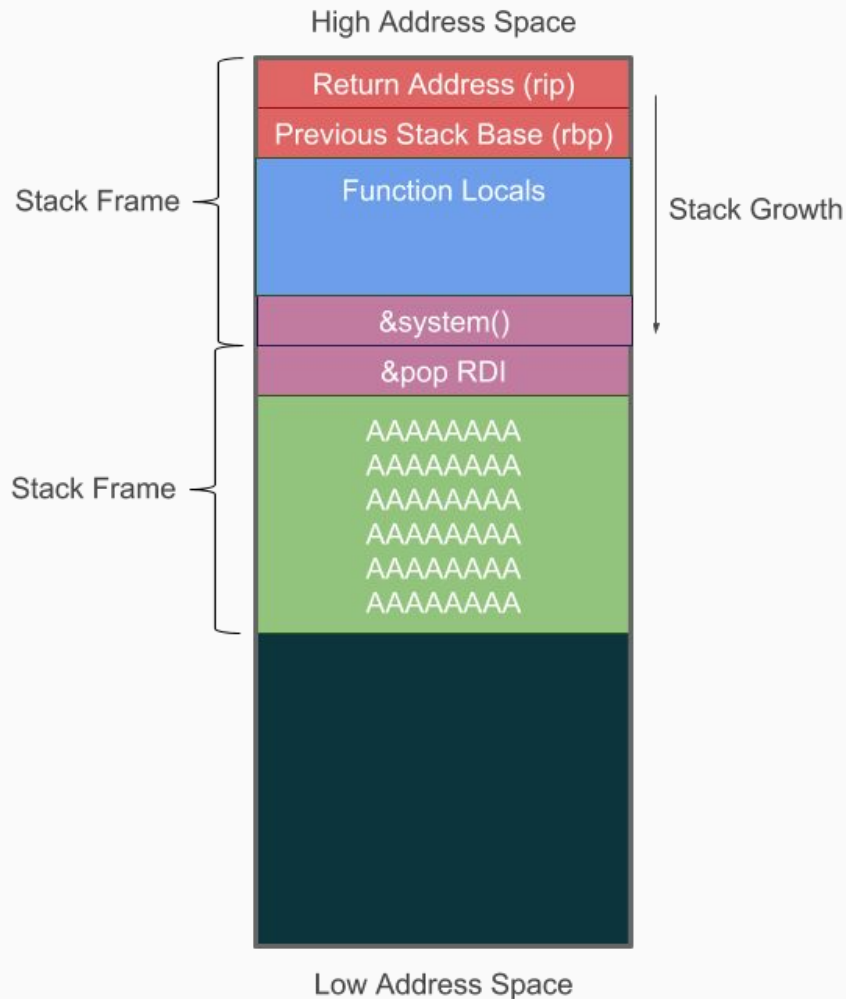 High Address Space
Return Address (rip)
Previous Stack Base (rbp)
Function Locals
Stack Frame
Stack Growth
&system()
&pop RDI
AAAAAAAA
AAAAAAAA
Stack Frame
AAAAAAAA
AAAAAAAA
AAAAAAAA
AAAAAAAA
Low Address Space